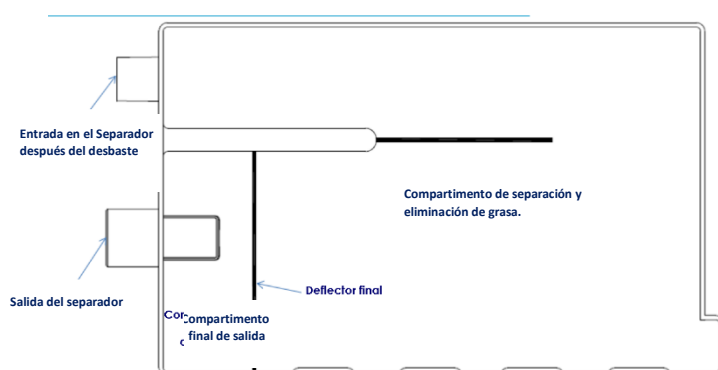 Entrada en el Separador
después del desbaste
Compartimento de separación y
eliminación de grasa.
Deflector final
Salida del separador
Compartimento
final de salida